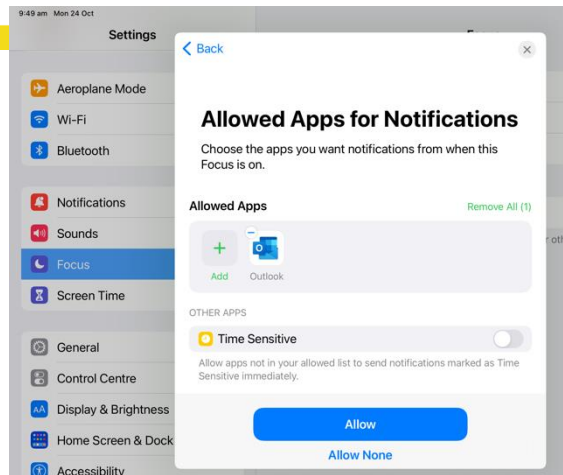 9:49 am Mon 24 Oct
Settings
Back
Aeroplane Mode
Wi-Fi
Bluetooth
Notifications
Sounds
Focus
Screen Time
General
Control Centre
Display & Brightness
Home Screen & Dock
Accessibility
Allowed Apps for Notifications
Choose the apps you want notifications from when this
Focus is on.
Allowed Apps
Remove All (1)
Add
Outlook
OTHER APPS
Time Sensitive
Allow apps not in your allowed list to send notifications marked as Time
Sensitive immediately.
Allow
Allow None